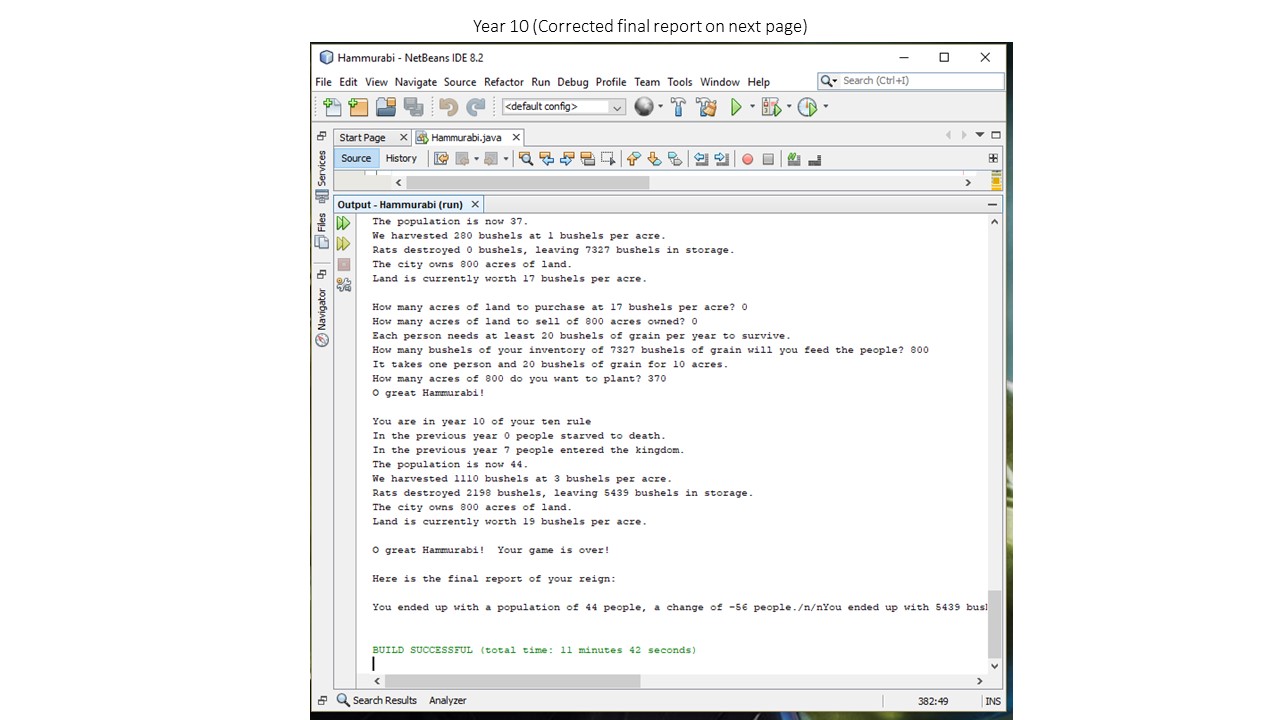 Year 10 (Corrected final report on next page)
Hammurabi - NetBeans IDE 8.2
File Edit View Navigate Source Refactor Run Debug Profile Team Tools Window Help
Search (Ctrl+I)
<default config>
Start Page
Hammurabi.java
Source History
Services
Files
Navigator
Output - Hammurabi (run)
The population is now 37.
We harvested 280 bushels at 1 bushels per acre.
Rats destroyed 0 bushels, leaving 7327 bushels in storage.
The city owns 800 acres of land.
Land is currently worth 17 bushels per acre.
How many acres of land to purchase at 17 bushels per acre? 0
How many acres of land to sell of 800 acres owned? 0
Each person needs at least 20 bushels of grain per year to survive.
How many bushels of your inventory of 7327 bushels of grain will you feed the people? 800
It takes one person and 20 bushels of grain for 10 acres.
How many acres of 800 do you want to plant? 370
O great Hammurabi!
You are in year 10 of your ten rule
In the previous year 0 people starved to death.
In the previous year 7 people entered the kingdom.
The population is now 44.
We harvested 1110 bushels at 3 bushels per acre.
Rats destroyed 2198 bushels, leaving 5439 bushels in storage.
The city owns 800 acres of land.
Land is currently worth 19 bushels per acre.
O great Hammurabi!  Your game is over!
Here is the final report of your reign:
You ended up with a population of 44 people, a change of -56 people./n/nYou ended up with 5439 bus
BUILD SUCCESSFUL (total time: 11 minutes 42 seconds)
Search Results Analyzer
382:49 INS